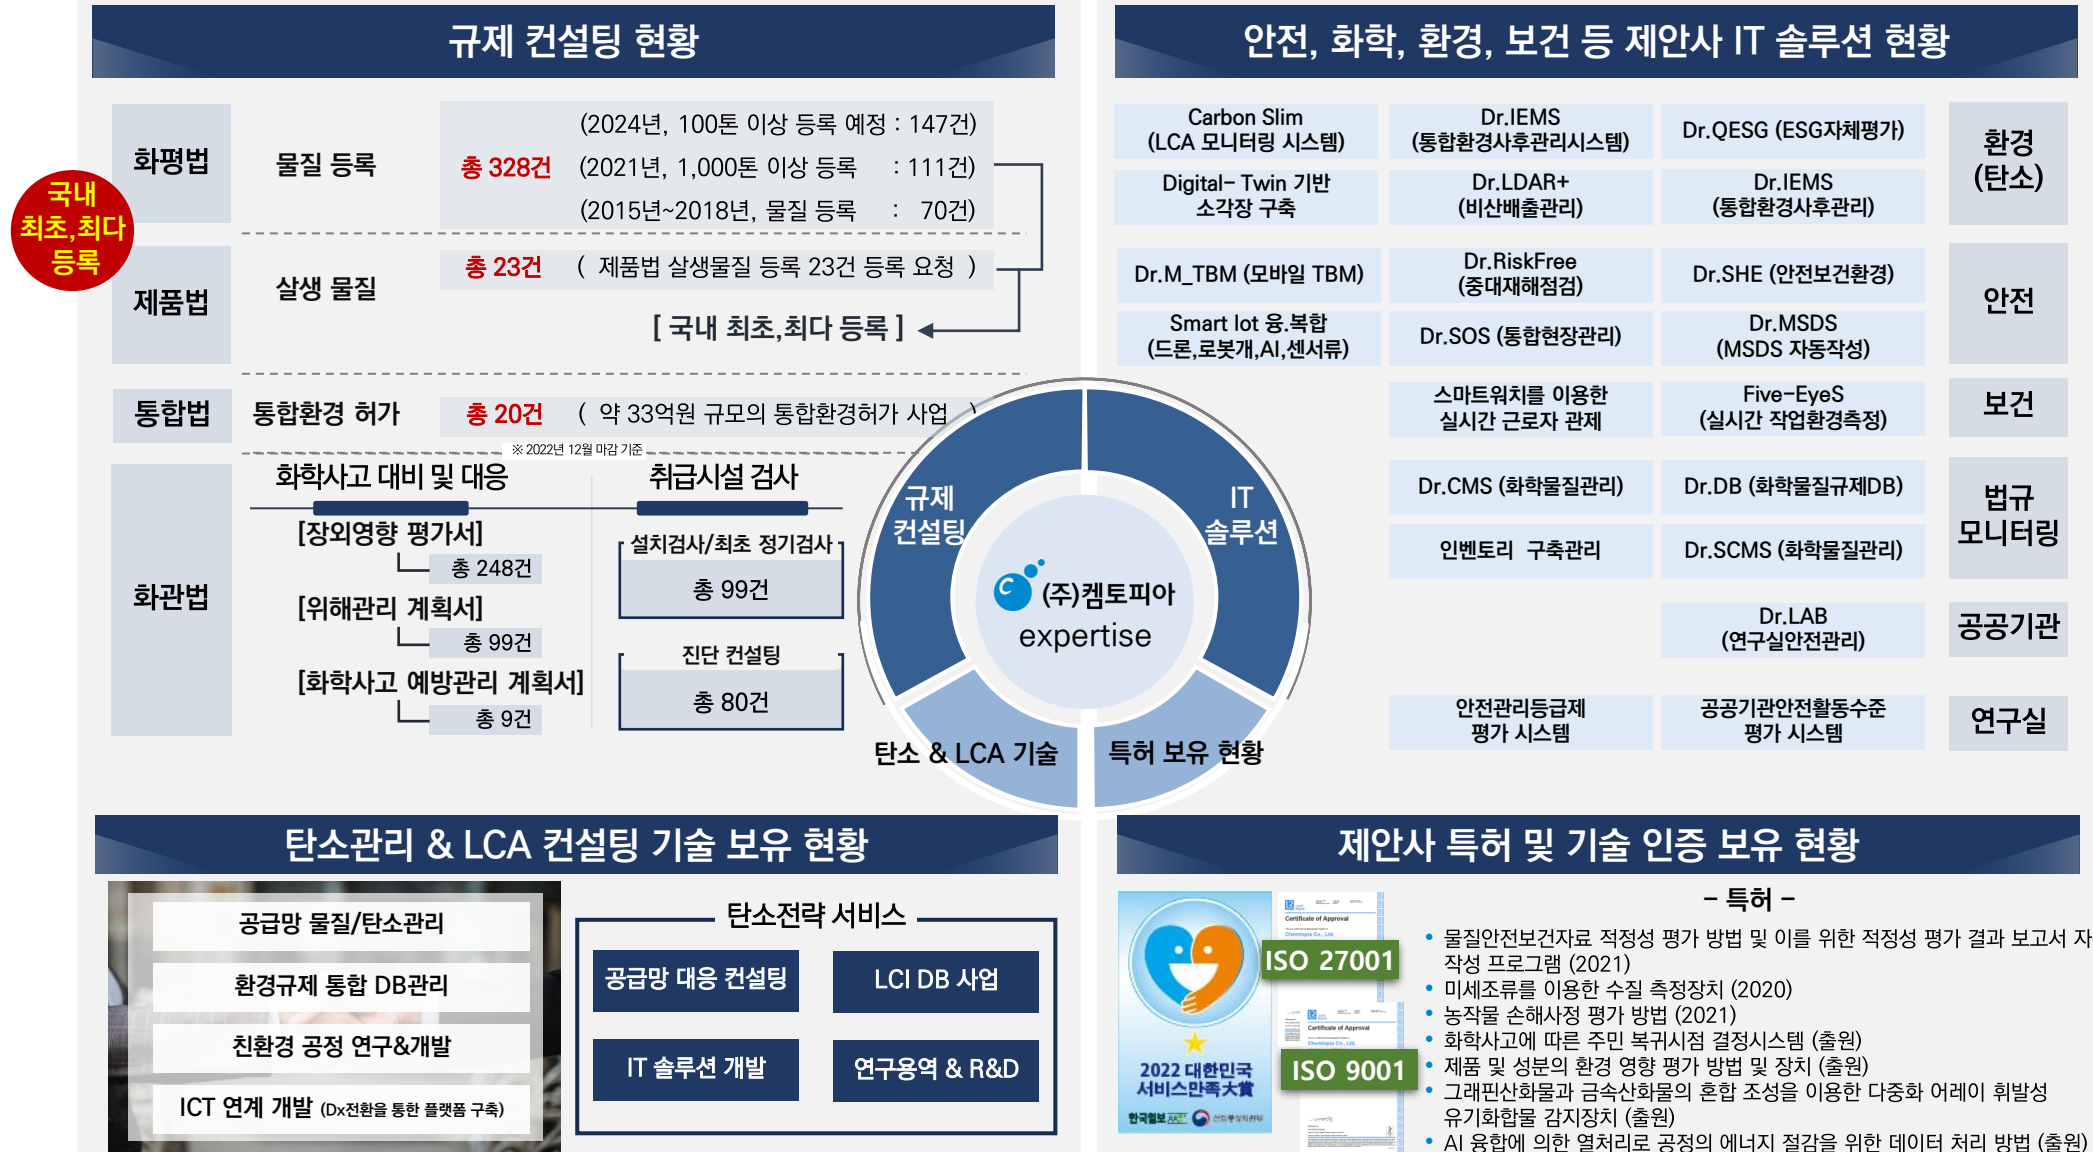 규제 컨설팅 현황
국내
최초,최다
등록
화평법
물질 등록
총 328건
(2024년, 100톤 이상 등록 예정 : 147건)
(2021년, 1,000톤 이상 등록 : 111건)
(2015년~2018년, 물질 등록 : 70건)
제품법
살생 물질
총 23건 ( 제품법 살생물질 등록 23건 등록 요청 )
[ 국내 최초,최다 등록 ]
통합법
통합환경 허가
총 20건 ( 약 33억원 규모의 통합환경허가 사업 )
※ 2022년 12월 마감 기준
화관법
화학사고 대비 및 대응
[장외영향 평가서]
총 248건
[위해관리 계획서]
총 99건
[화학사고 예방관리 계획서]
총 9건
취급시설 검사
설치검사/최초 정기검사
총 99건
진단 컨설팅
총 80건
안전, 화학, 환경, 보건 등 제안사 IT 솔루션 현황
Carbon Slim
(LCA 모니터링 시스템)
Dr.IEMS
(통합환경사후관리시스템)
Dr.QESG (ESG자체평가)
환경
(탄소)
Digital- Twin 기반
소각장 구축
Dr.LDAR+
(비산배출관리)
Dr.IEMS
(통합환경사후관리)
Dr.M_TBM (모바일 TBM)
Dr.RiskFree
(중대재해점검)
Dr.SHE (안전보건환경)
안전
Smart Iot 융.복합
(드론,로봇개,AI,센서류)
Dr.SOS (통합현장관리)
Dr.MSDS
(MSDS 자동작성)
스마트워치를 이용한
실시간 근로자 관제
Five-EyeS
(실시간 작업환경측정)
보건
Dr.CMS (화학물질관리)
Dr.DB (화학물질규제DB)
법규
모니터링
인벤토리 구축관리
Dr.SCMS (화학물질관리)
Dr.LAB
(연구실안전관리)
공공기관
안전관리등급제
평가 시스템
공공기관안전활동수준
평가 시스템
연구실
규제
컨설팅
IT
솔루션
(주)켐토피아
expertise
탄소 & LCA 기술
특허 보유 현황
탄소관리 & LCA 컨설팅 기술 보유 현황
공급망 물질/탄소관리
환경규제 통합 DB관리
친환경 공정 연구&개발
ICT 연계 개발 (Dx전환을 통한 플랫폼 구축)
탄소전략 서비스
공급망 대응 컨설팅
LCI DB 사업
IT 솔루션 개발
연구용역 & R&D
제안사 특허 및 기술 인증 보유 현황
2022 대한민국
서비스만족大賞
한국일보
산업통상자원부
Certificate of Approval
Chemtopia Co., Ltd.
ISO 27001
Certificate of Approval
Chemtopia Co., Ltd.
ISO 9001
- 특허 -
• 물질안전보건자료 적정성 평가 방법 및 이를 위한 적정성 평가 결과 보고서 자
작성 프로그램 (2021)
• 미세조류를 이용한 수질 측정장치 (2020)
• 농작물 손해사정 평가 방법 (2021)
• 화학사고에 따른 주민 복귀시점 결정시스템 (출원)
• 제품 및 성분의 환경 영향 평가 방법 및 장치 (출원)
• 그래핀산화물과 금속산화물의 혼합 조성을 이용한 다중화 어레이 휘발성
유기화합물 감지장치 (출원)
• AI 융합에 의한 열처리로 공정의 에너지 절감을 위한 데이터 처리 방법 (출원)